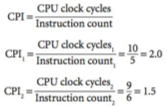 CPI = CPU clock cycles / Instruction count
CPI₁ = CPU clock cycles₁ / Instruction count₁ = 10/5 = 2.0
CPI₂ = CPU clock cycles₂ / Instruction count₂ = 9/6 = 1.5